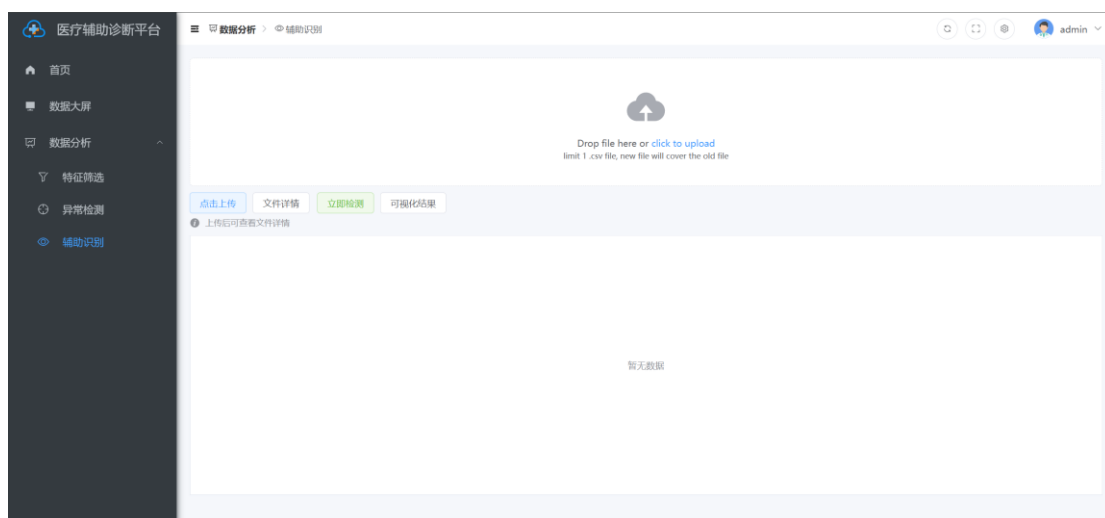 医疗辅助诊断平台
数据分析 > 辅助识别
admin
首页
数据大屏
数据分析
特征筛选
异常检测
辅助识别
Drop file here or click to upload
limit 1 .csv file, new file will cover the old file
点击上传 文件详情 立即检测 可视化结果
上传后可查看文件详情
暂无数据